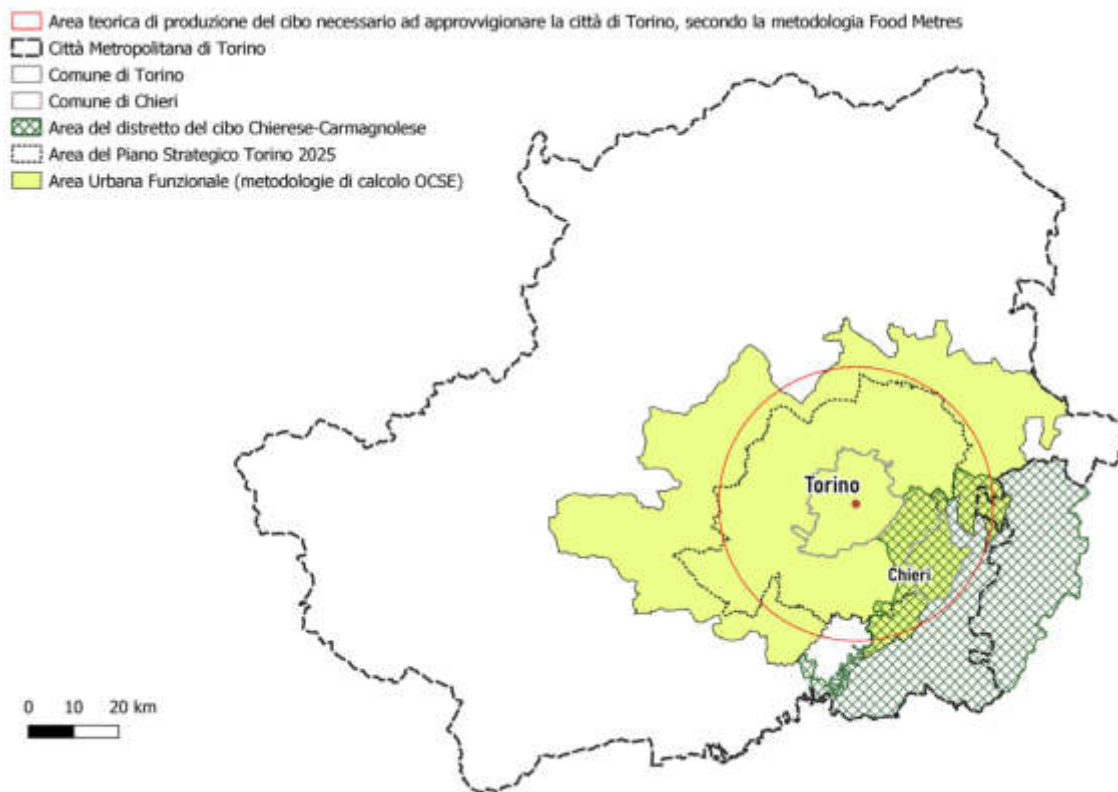 Area teorica di produzione del cibo necessario ad approvvigionare la città di Torino, secondo la metodologia Food Metres
Città Metropolitana di Torino
Comune di Torino
Comune di Chieri
Area del distretto del cibo Chierese-Carmagnolese
Area del Piano Strategico Torino 2025
Area Urbana Funzionale (metodologie di calcolo OCSE)
Torino
Chieri
0 10 20 km